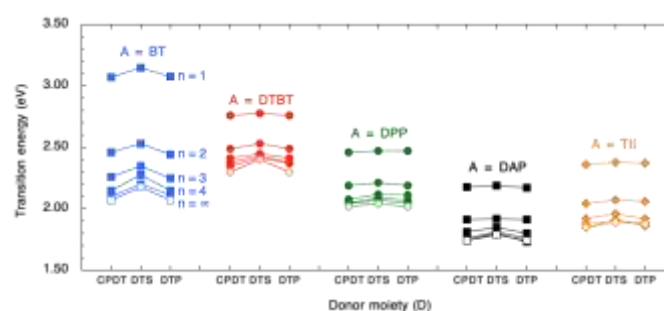 3.50
3.00
2.50
2.00
1.50
Transition energy (eV)
A = BT
n = 1
n = 2
n = 3
n = 4
n = ∞
A = DTBT
A = DPP
A = DAP
A = TII
CPDT DTS DTP CPDT DTS DTP CPDT DTS DTP CPDT DTS DTP CPDT DTS DTP
Donor moiety (D)